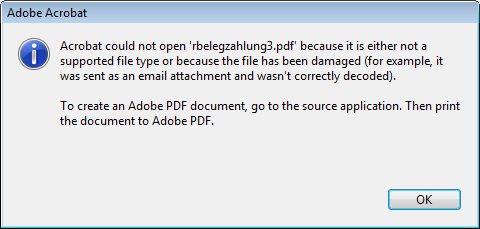 Adobe Acrobat
Acrobat could not open 'rbelegzahlung3.pdf' because it is either not a
supported file type or because the file has been damaged (for example, it
was sent as an email attachment and wasn't correctly decoded).
To create an Adobe PDF document, go to the source application. Then print
the document to Adobe PDF.
OK